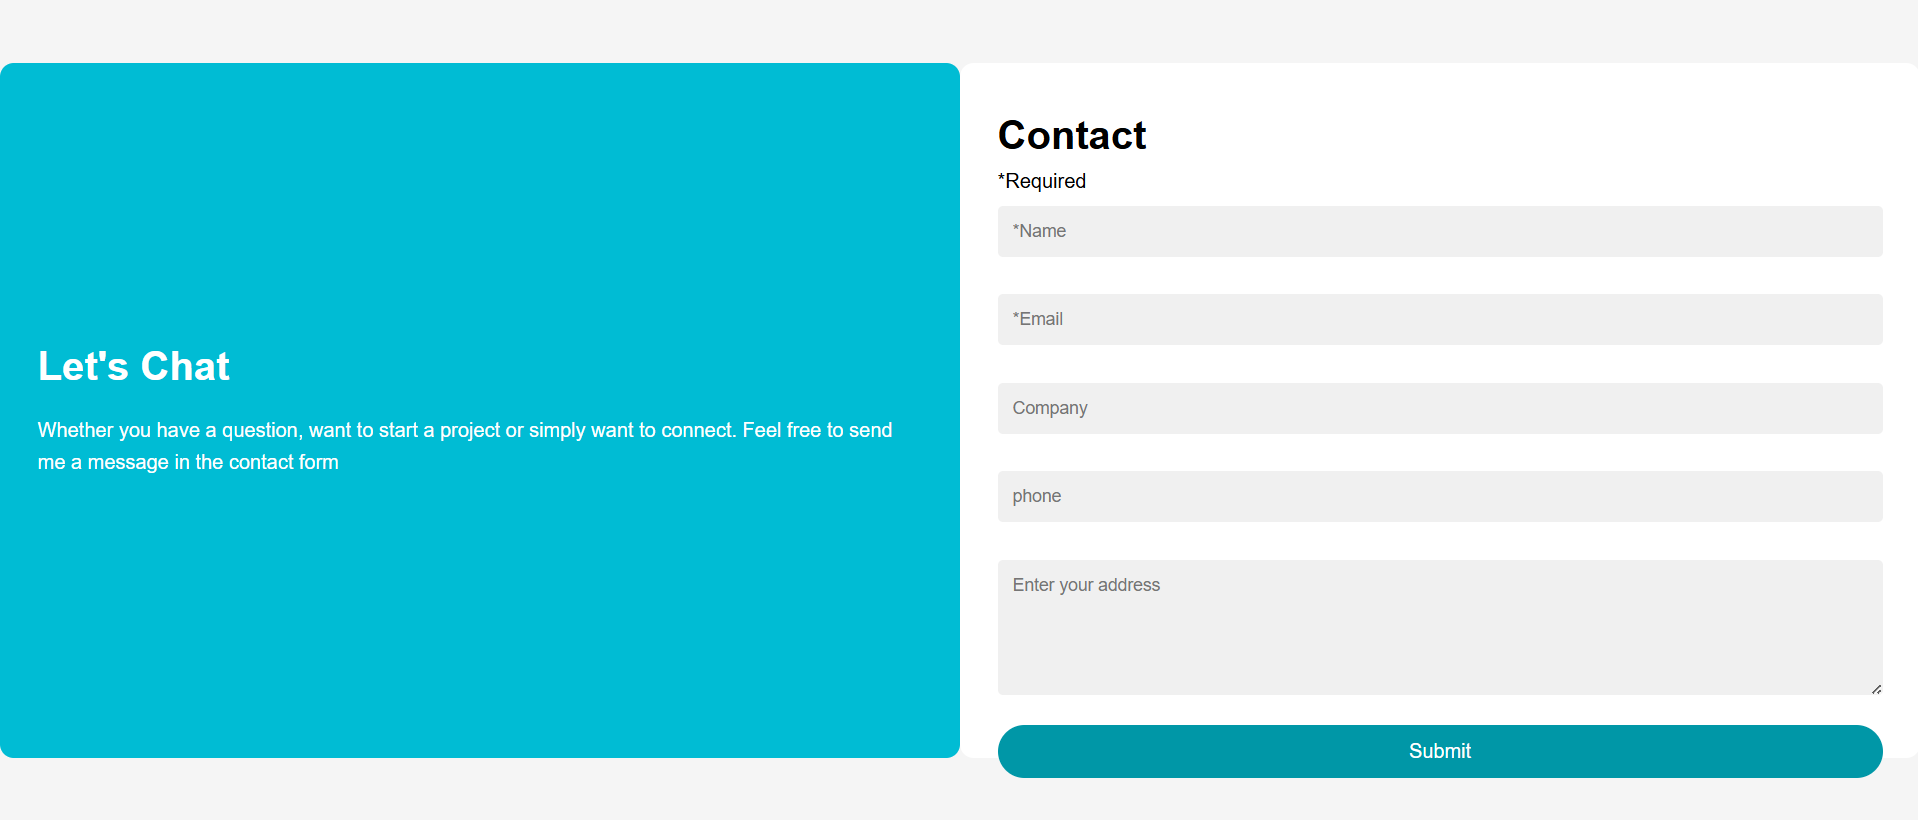 Let's Chat
Whether you have a question, want to start a project or simply want to connect. Feel free to send
me a message in the contact form
Contact
*Required
*Name
*Email
Company
phone
Enter your address
Submit